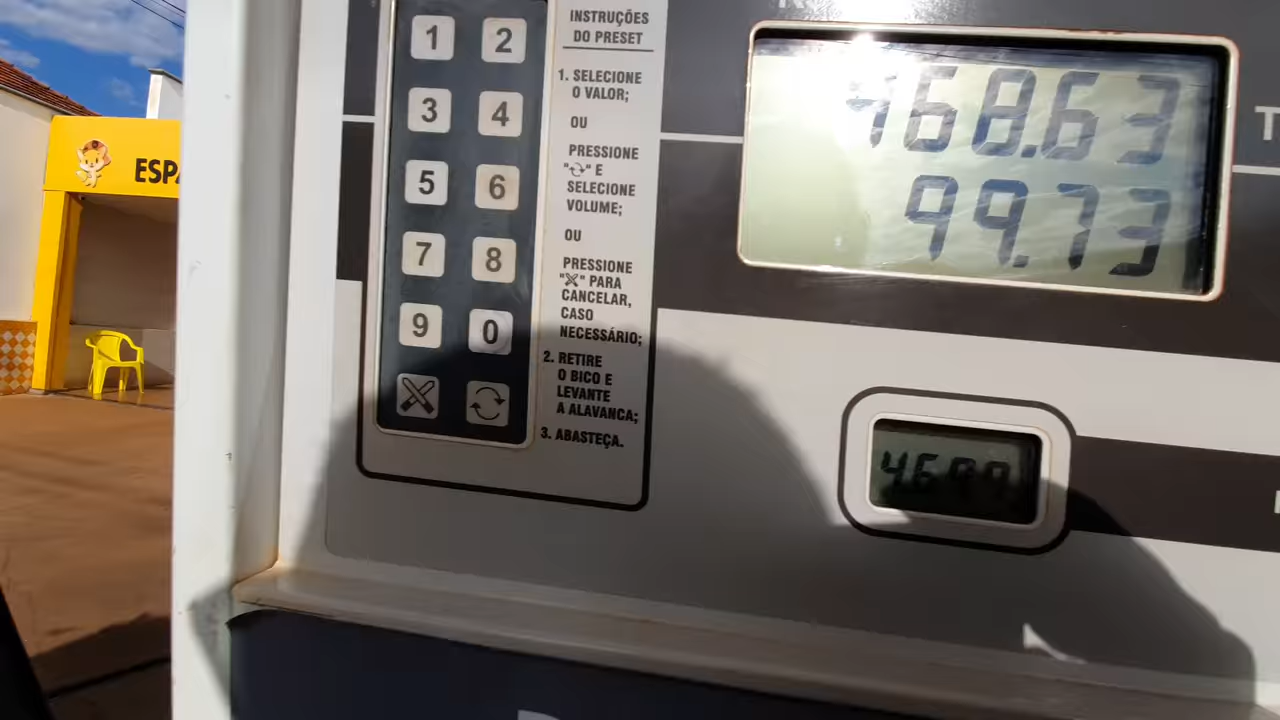 ESPA
1 2
3 4
5 6
7 8
9 0
INSTRUÇÕES
DO PRESET
1. SELECIONE
O VALOR;
OU
PRESSIONE
"⟳" E
SELECIONE
VOLUME;
OU
PRESSIONE
"✕" PARA
CANCELAR,
CASO
NECESSÁRIO;
2. RETIRE
O BICO E
LEVANTE
A ALAVANCA;
3. ABASTEÇA.
468.63
99.73
4.699
T